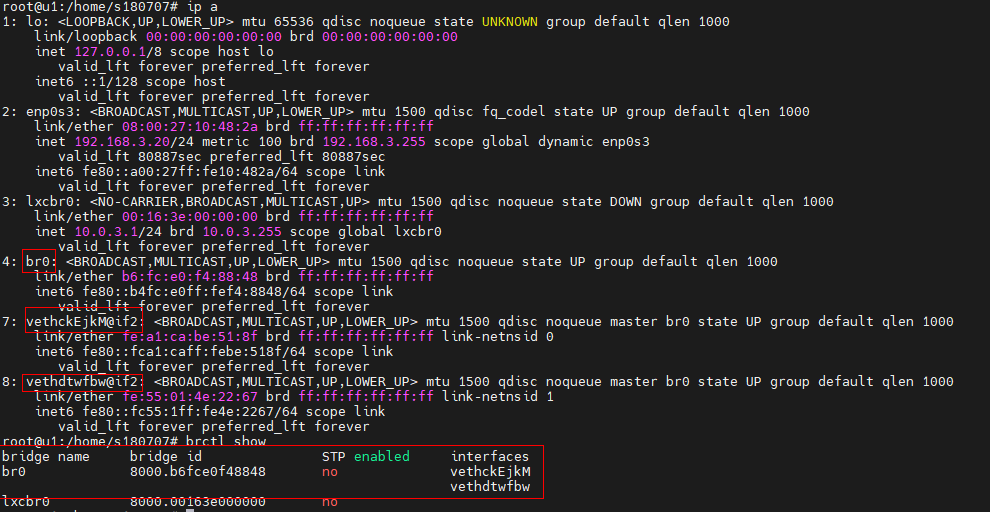 root@u1:/home/s180707# ip a
1: lo: <LOOPBACK,UP,LOWER_UP> mtu 65536 qdisc noqueue state UNKNOWN group default qlen 1000
    link/loopback 00:00:00:00:00:00 brd 00:00:00:00:00:00
    inet 127.0.0.1/8 scope host lo
       valid_lft forever preferred_lft forever
    inet6 ::1/128 scope host
       valid_lft forever preferred_lft forever
2: enp0s3: <BROADCAST,MULTICAST,UP,LOWER_UP> mtu 1500 qdisc fq_codel state UP group default qlen 1000
    link/ether 08:00:27:10:48:2a brd ff:ff:ff:ff:ff:ff
    inet 192.168.3.20/24 metric 100 brd 192.168.3.255 scope global dynamic enp0s3
       valid_lft 80887sec preferred_lft 80887sec
    inet6 fe80::a00:27ff:fe10:482a/64 scope link
       valid_lft forever preferred_lft forever
3: lxcbr0: <NO-CARRIER,BROADCAST,MULTICAST,UP> mtu 1500 qdisc noqueue state DOWN group default qlen 1000
    link/ether 00:16:3e:00:00:00 brd ff:ff:ff:ff:ff:ff
    inet 10.0.3.1/24 brd 10.0.3.255 scope global lxcbr0
       valid_lft forever preferred_lft forever
4: br0: <BROADCAST,MULTICAST,UP,LOWER_UP> mtu 1500 qdisc noqueue state UP group default qlen 1000
    link/ether b6:fc:e0:f4:88:48 brd ff:ff:ff:ff:ff:ff
    inet6 fe80::b4fc:e0ff:fef4:8848/64 scope link
       valid_lft forever preferred_lft forever
7: vethckEjkM@if2: <BROADCAST,MULTICAST,UP,LOWER_UP> mtu 1500 qdisc noqueue master br0 state UP group default qlen 1000
    link/ether fe:a1:ca:be:51:8f brd ff:ff:ff:ff:ff:ff link-netnsid 0
    inet6 fe80::fca1:caff:febe:518f/64 scope link
       valid_lft forever preferred_lft forever
8: vethdtwfbw@if2: <BROADCAST,MULTICAST,UP,LOWER_UP> mtu 1500 qdisc noqueue master br0 state UP group default qlen 1000
    link/ether fe:55:01:4e:22:67 brd ff:ff:ff:ff:ff:ff link-netnsid 1
    inet6 fe80::fc55:1ff:fe4e:2267/64 scope link
       valid_lft forever preferred_lft forever
root@u1:/home/s180707# brctl show
bridge name     bridge id               STP enabled     interfaces
br0             8000.b6fce0f48848       no              vethckEjkM
                                                        vethdtwfbw
lxcbr0          8000.00163e000000       no